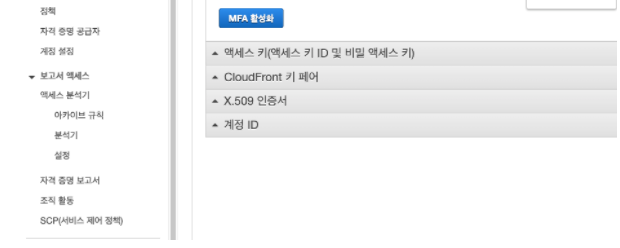 정책
자격 증명 공급자
계정 설정
보고서 액세스
액세스 분석기
아카이브 규칙
분석기
설정
자격 증명 보고서
조직 활동
SCP(서비스 제어 정책)
MFA 활성화
액세스 키(액세스 키 ID 및 비밀 액세스 키)
CloudFront 키 페어
X.509 인증서
계정 ID